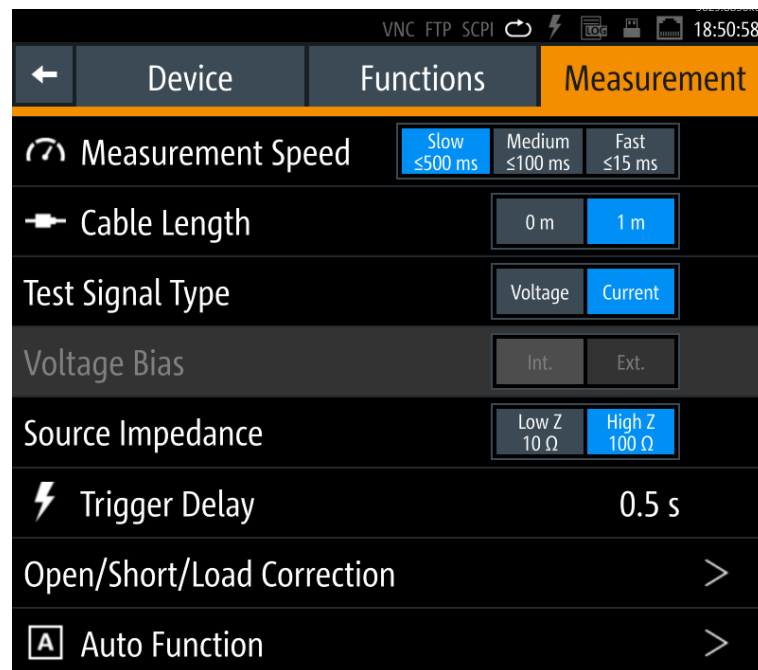 VNC FTP SCPI LOG 18:50:58
Device Functions Measurement
Measurement Speed Slow ≤500 ms Medium ≤100 ms Fast ≤15 ms
Cable Length 0 m 1 m
Test Signal Type Voltage Current
Voltage Bias Int. Ext.
Source Impedance Low Z 10 Ω High Z 100 Ω
Trigger Delay 0.5 s
Open/Short/Load Correction >
A Auto Function >